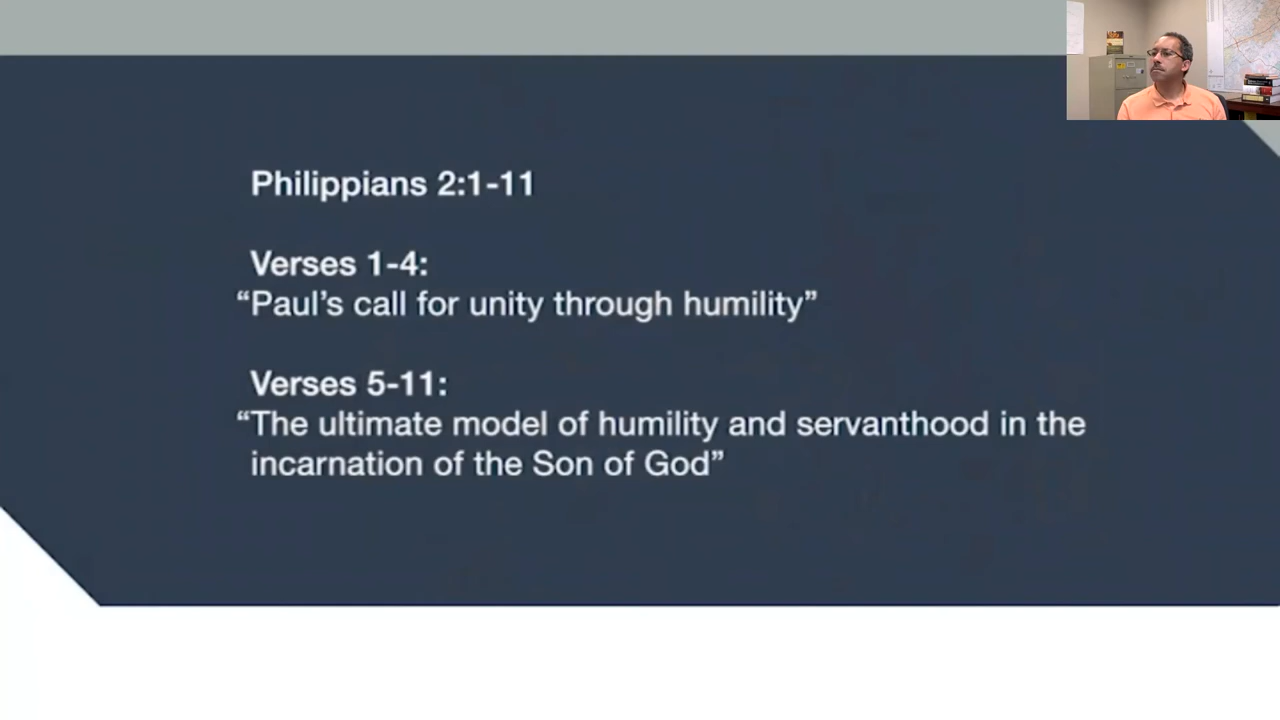 Philippians 2:1-11
Verses 1-4:
“Paul’s call for unity through humility”
Verses 5-11:
“The ultimate model of humility and servanthood in the
incarnation of the Son of God”